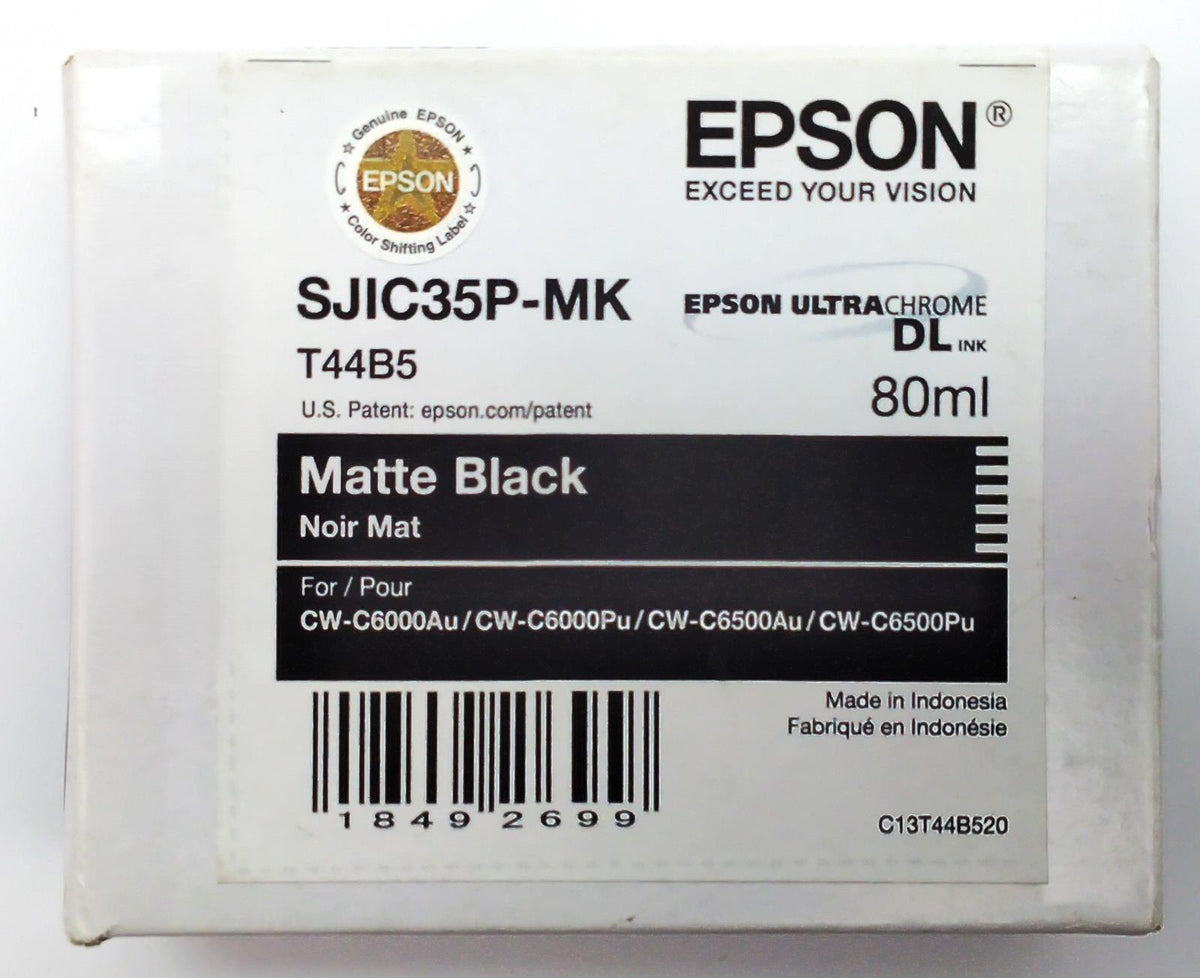 Genuine EPSON
EPSON
Color Shifting Label
EPSON®
EXCEED YOUR VISION
SJIC35P-MK
EPSON ULTRACHROME
DL INK
T44B5
80ml
U.S. Patent: epson.com/patent
Matte Black
Noir Mat
For / Pour
CW-C6000Au / CW-C6000Pu / CW-C6500Au / CW-C6500Pu
Made in Indonesia
Fabriqué en Indonésie
18492699
C13T44B520